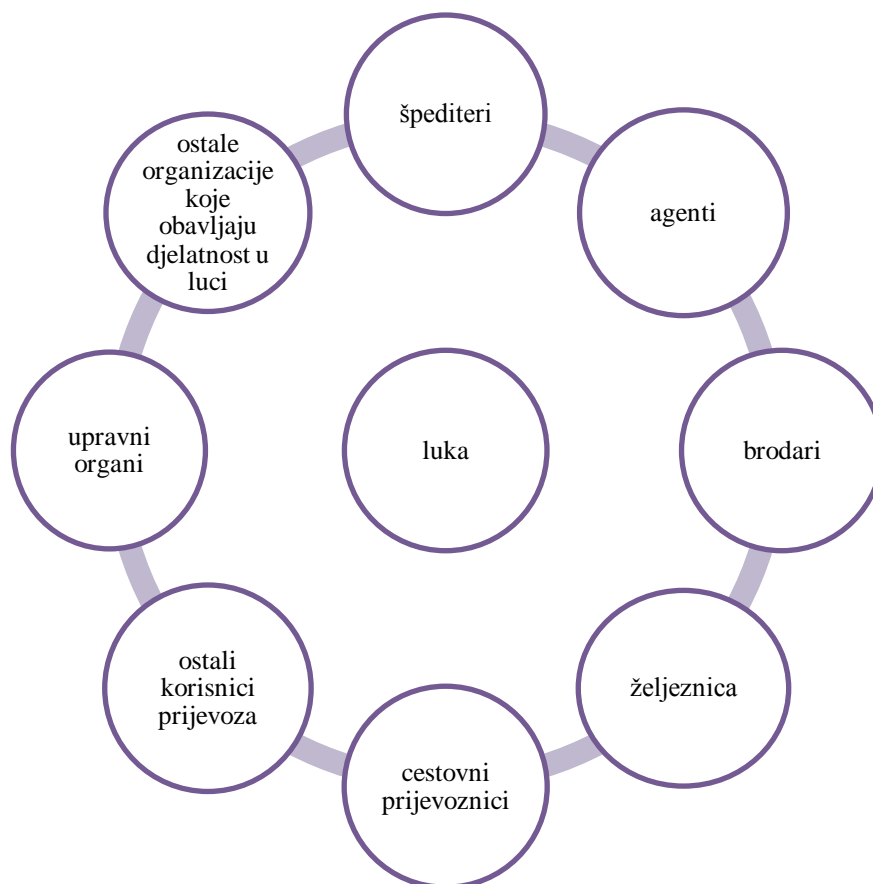 špediteri
ostale
organizacije
koje
obavljaju
djelatnost u
luci
agenti
upravni
organi
luka
brodari
ostali
korisnici
prijevoza
željeznica
cestovni
prijevoznici